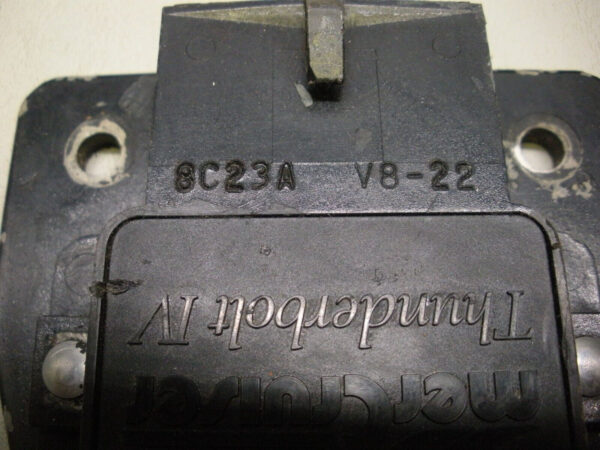 8C23A V8-22
Thunderbolt IV
merCruiser